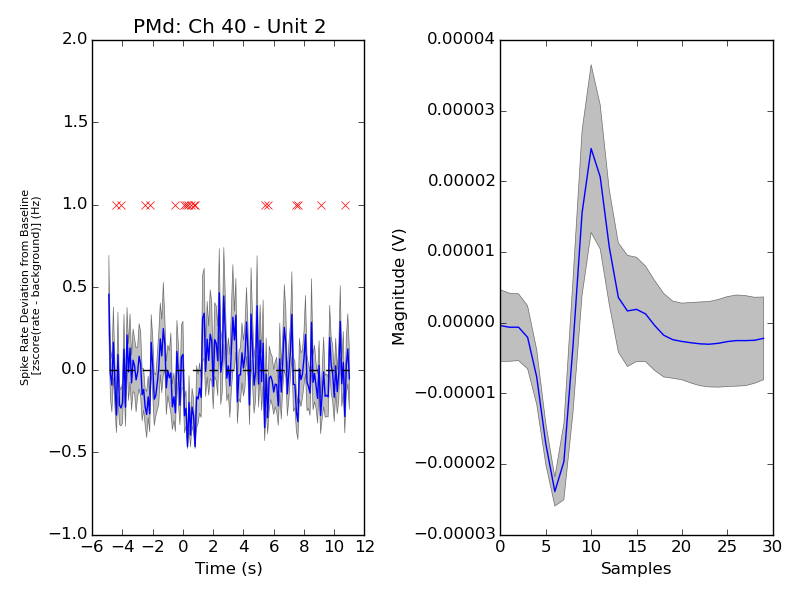 PMd: Ch 40 - Unit 2
2.0
1.5
1.0
0.5
0.0
−0.5
−1.0
−6 −4 −2 0 2 4 6 8 10 12
Time (s)
Spike Rate Deviation from Baseline
[zscore(rate - background)] (Hz)
0.00004
0.00003
0.00002
0.00001
0.00000
−0.00001
−0.00002
−0.00003
0 5 10 15 20 25 30
Samples
Magnitude (V)